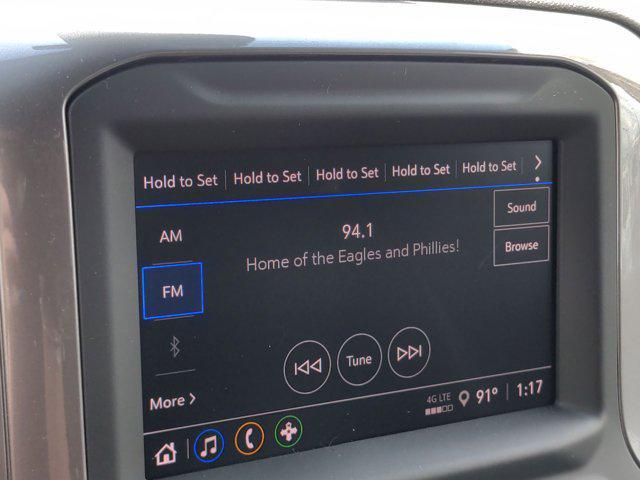 Hold to Set Hold to Set Hold to Set Hold to Set Hold to Set >
AM
94.1
Sound
Home of the Eagles and Phillies!
Browse
FM
Tune
More >
4G LTE 91° 1:17